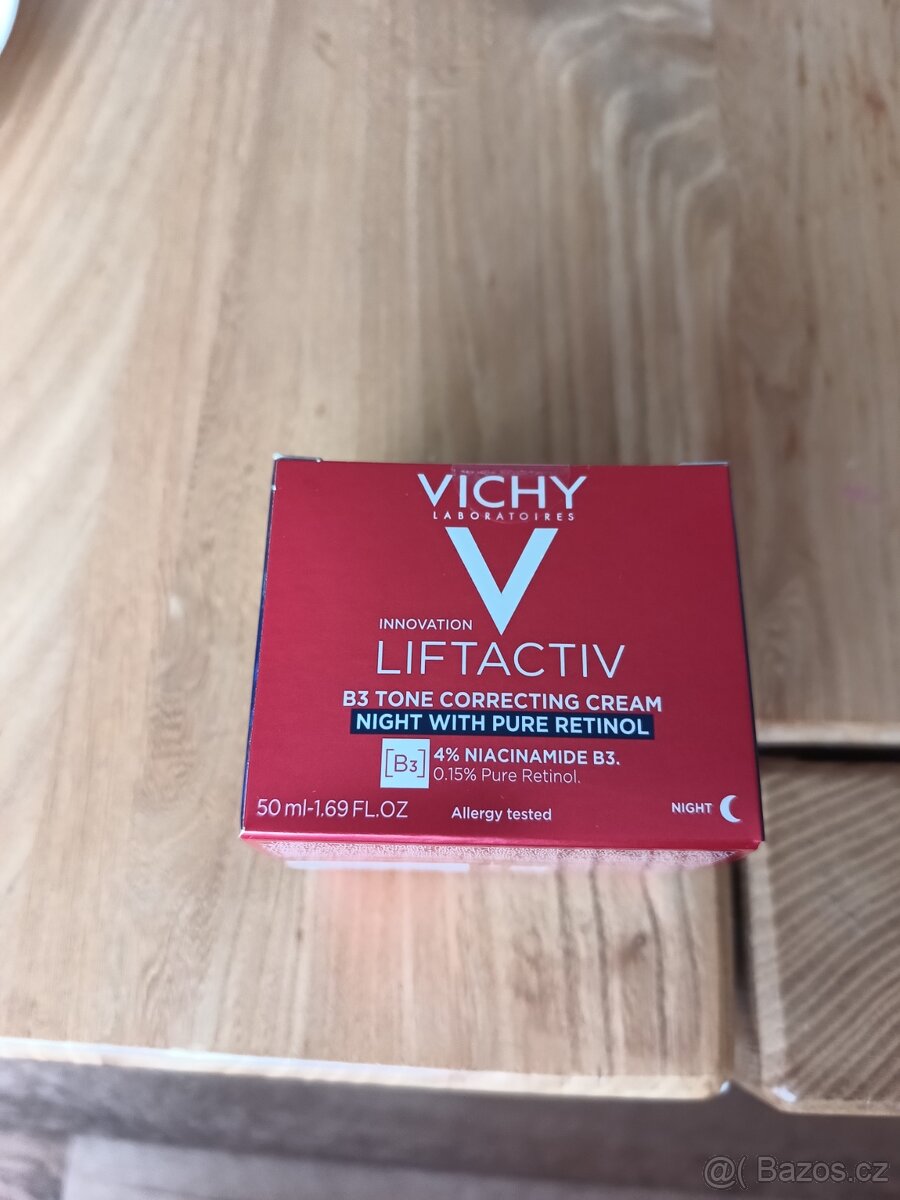 VICHY
LABORATOIRES
INNOVATION
LIFTACTIV
B3 TONE CORRECTING CREAM
NIGHT WITH PURE RETINOL
[B3] 4% NIACINAMIDE B3.
0.15% Pure Retinol.
50 ml-1.69 FL.OZ Allergy tested NIGHT
@( Bazos.cz